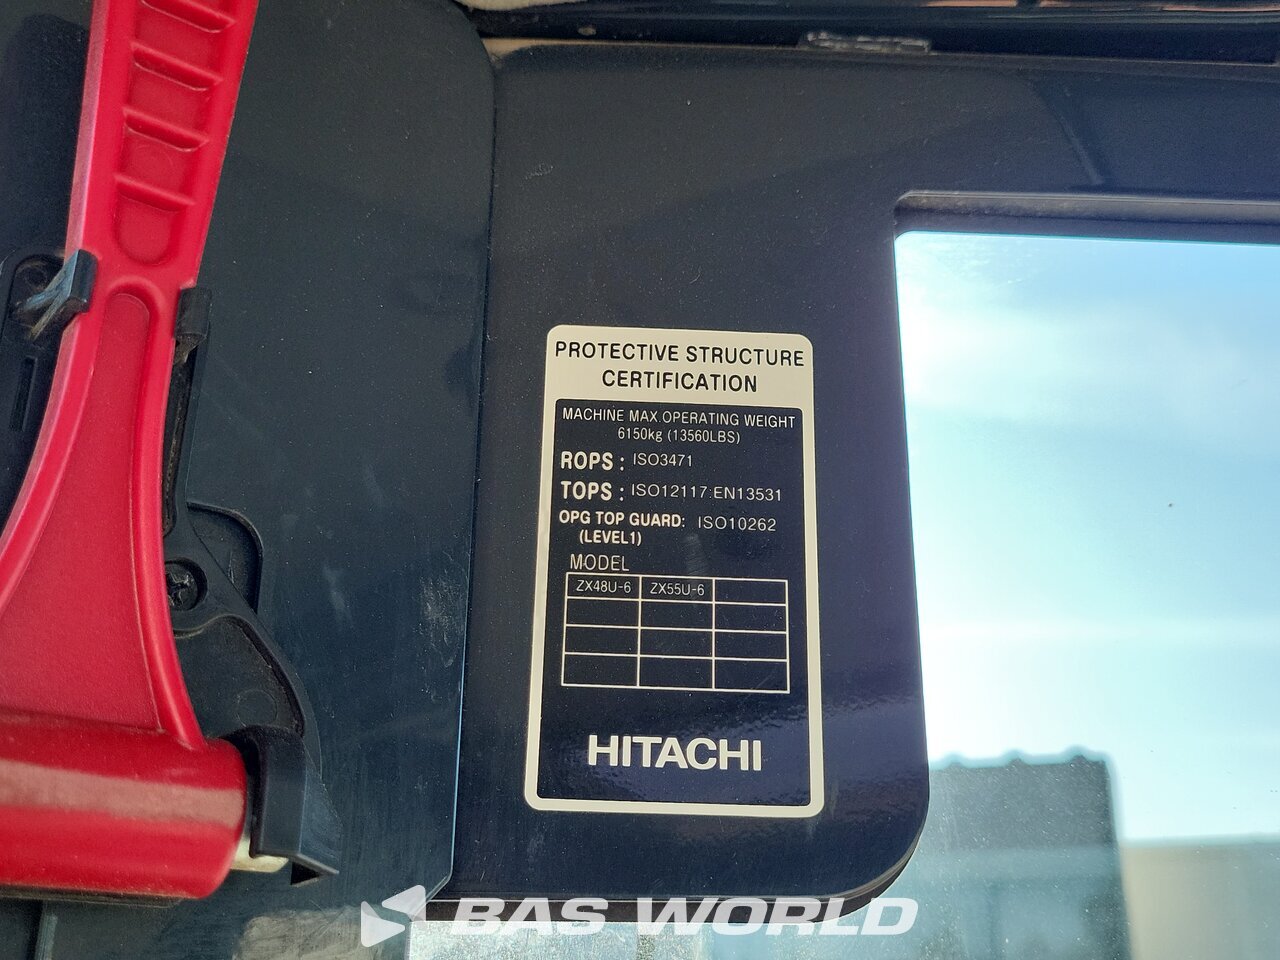 PROTECTIVE STRUCTURE
CERTIFICATION
MACHINE MAX.OPERATING WEIGHT
6150kg (13560LBS)
ROPS : ISO3471
TOPS : ISO12117:EN13531
OPG TOP GUARD: ISO10262
(LEVEL1)
MODEL
ZX48U-6 ZX55U-6
HITACHI
BAS WORLD